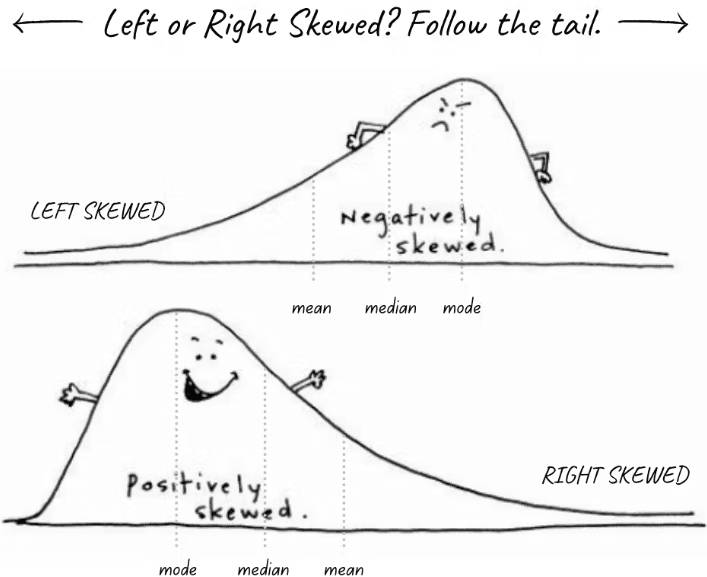 Left or Right Skewed? Follow the tail.
LEFT SKEWED
Negatively
skewed.
mean median mode
RIGHT SKEWED
Positively
skewed.
mode median mean